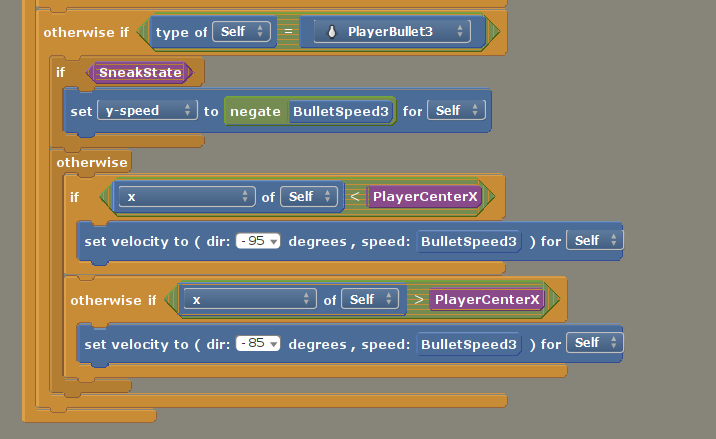 otherwise if type of Self = PlayerBullet3
if SneakState
set y-speed to negate BulletSpeed3 for Self
otherwise
if x of Self < PlayerCenterX
set velocity to ( dir: -95 degrees , speed: BulletSpeed3 ) for Self
otherwise if x of Self > PlayerCenterX
set velocity to ( dir: -85 degrees , speed: BulletSpeed3 ) for Self